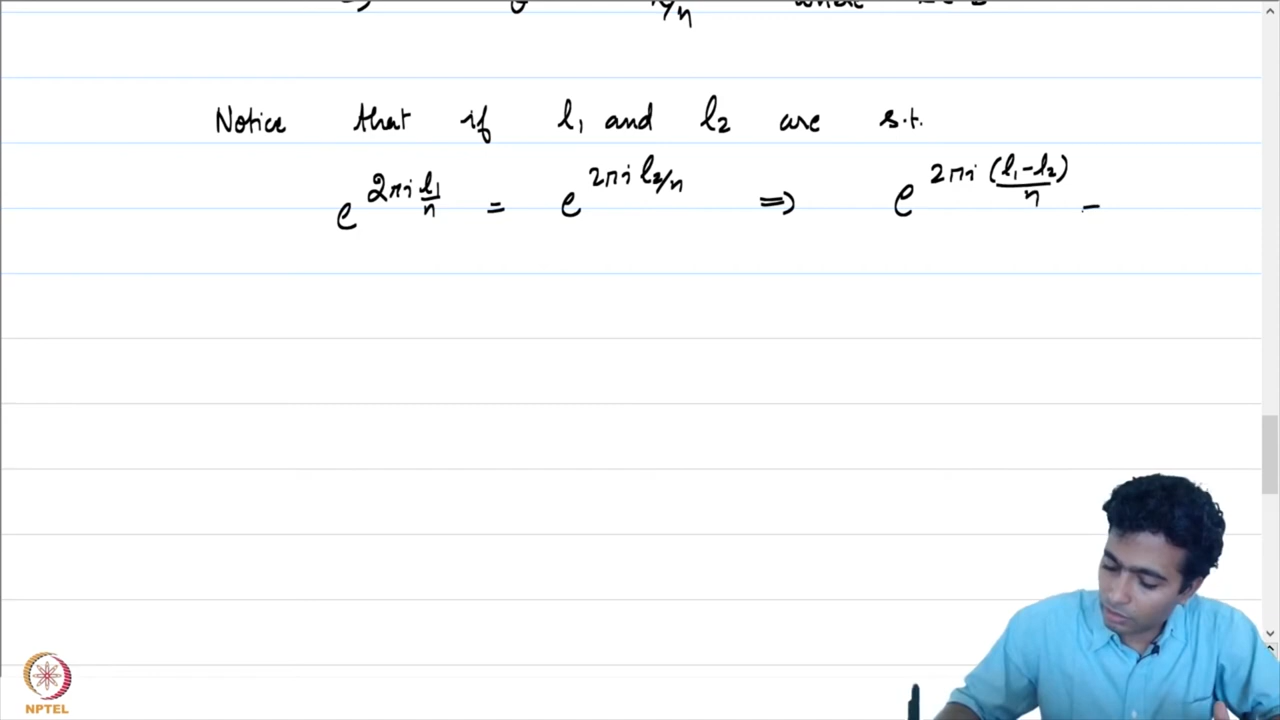 n
Notice that if l₁ and l₂ are s.t.
e^{2πi l₁/n} = e^{2πi l₂/n} ⟹ e^{2πi (l₁-l₂)/n} =
NPTEL